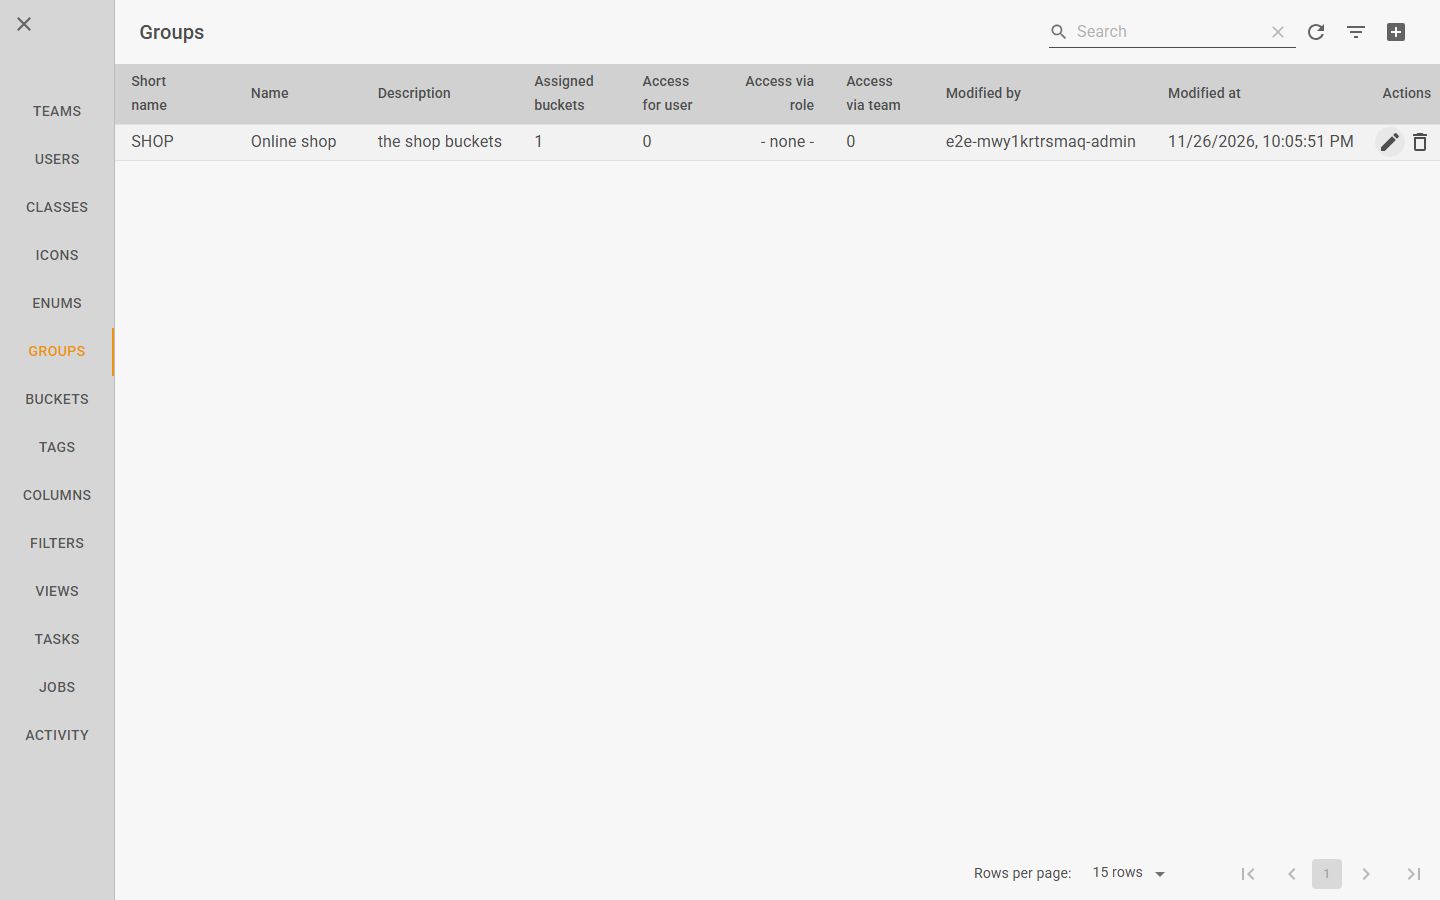 Groups
Search
TEAMS
USERS
CLASSES
ICONS
ENUMS
GROUPS
BUCKETS
TAGS
COLUMNS
FILTERS
VIEWS
TASKS
JOBS
ACTIVITY
Short name Name Description Assigned buckets Access for user Access via role Access via team Modified by Modified at Actions
SHOP Online shop the shop buckets 1 0 - none - 0 e2e-mwy1krtrsmaq-admin 11/26/2026, 10:05:51 PM
Rows per page: 15 rows 1